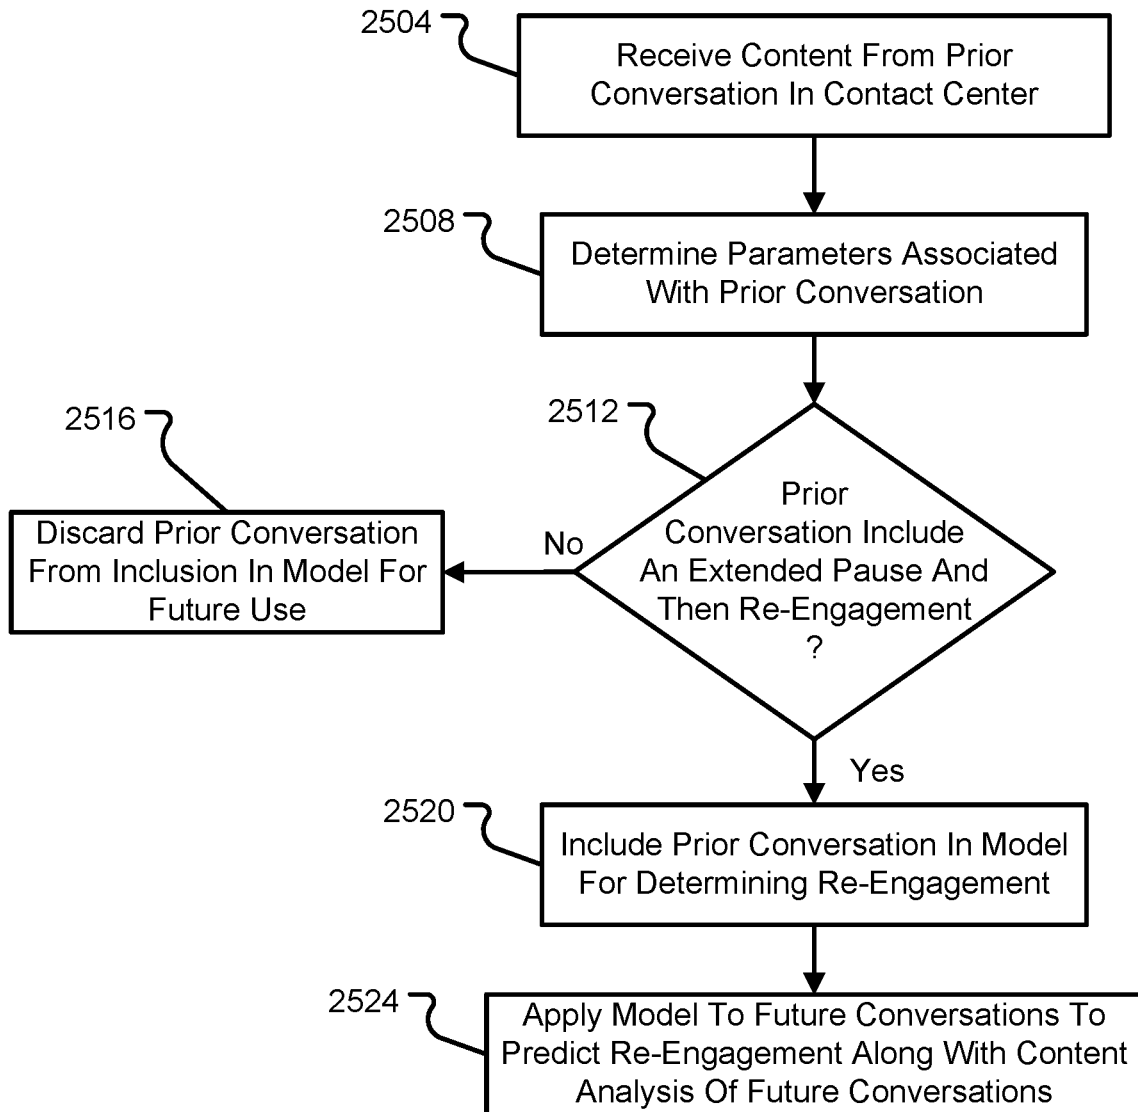 2504
Receive Content From Prior
Conversation In Contact Center
2508
Determine Parameters Associated
With Prior Conversation
2512
Prior
Conversation Include
An Extended Pause And
Then Re-Engagement
?
No
2516
Discard Prior Conversation
From Inclusion In Model For
Future Use
Yes
2520
Include Prior Conversation In Model
For Determining Re-Engagement
2524
Apply Model To Future Conversations To
Predict Re-Engagement Along With Content
Analysis Of Future Conversations